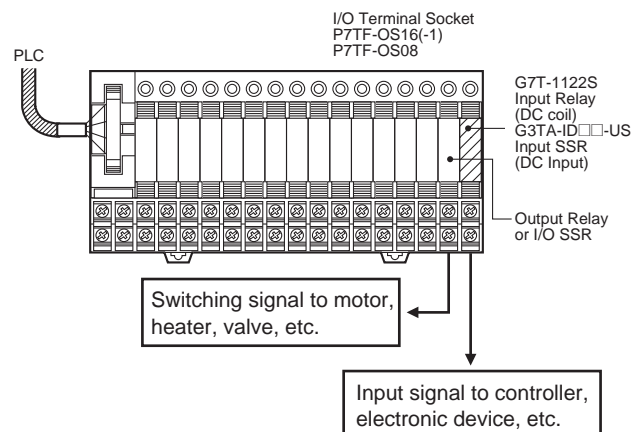 I/O Terminal Socket
P7TF-OS16(-1)
P7TF-OS08
PLC
G7T-1122S
Input Relay
(DC coil)
G3TA-ID□□-US
Input SSR
(DC Input)
Output Relay
or I/O SSR
Switching signal to motor,
heater, valve, etc.
Input signal to controller,
electronic device, etc.